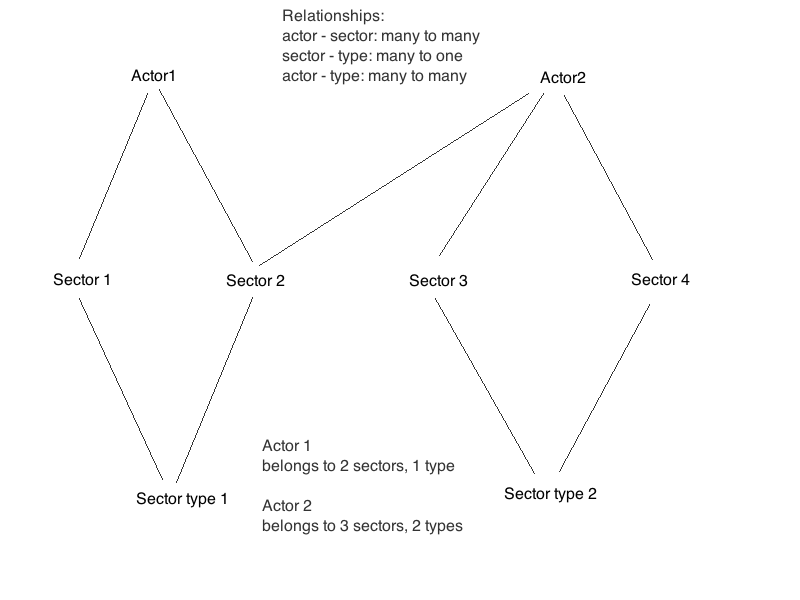 Relationships:
actor - sector: many to many
sector - type: many to one
actor - type: many to many
Actor1
Actor2
Sector 1
Sector 2
Sector 3
Sector 4
Actor 1
belongs to 2 sectors, 1 type
Sector type 1
Sector type 2
Actor 2
belongs to 3 sectors, 2 types